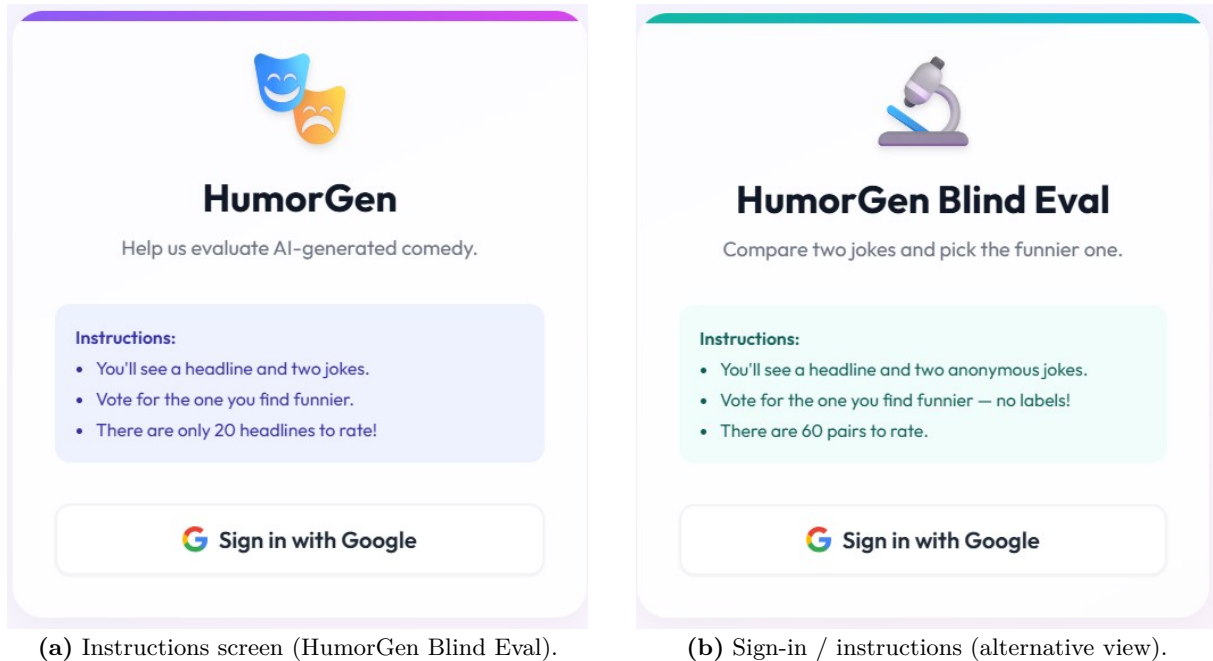 HumorGen
Help us evaluate AI-generated comedy.
Instructions:
• You'll see a headline and two jokes.
• Vote for the one you find funnier.
• There are only 20 headlines to rate!
Sign in with Google
(a) Instructions screen (HumorGen Blind Eval).
HumorGen Blind Eval
Compare two jokes and pick the funnier one.
Instructions:
• You'll see a headline and two anonymous jokes.
• Vote for the one you find funnier — no labels!
• There are 60 pairs to rate.
Sign in with Google
(b) Sign-in / instructions (alternative view).